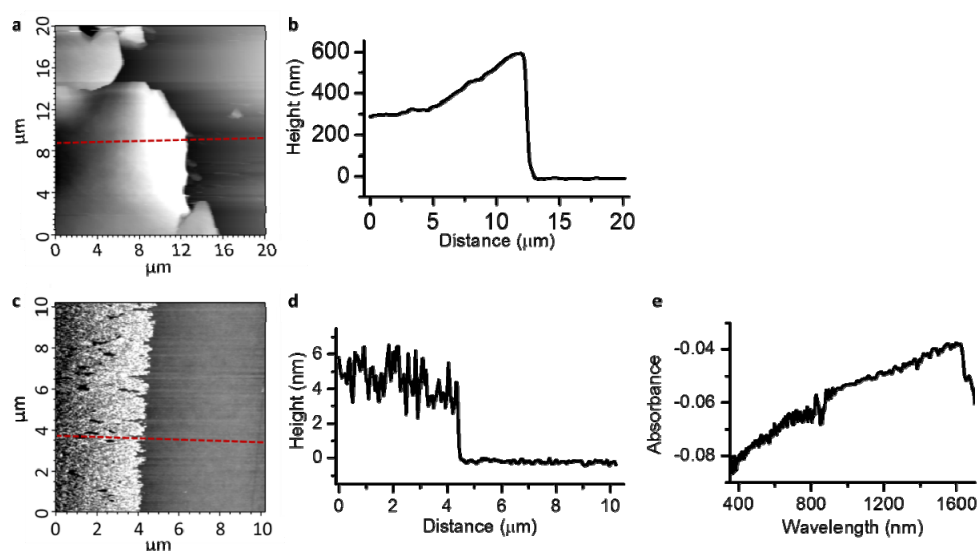 a
20
16
12
8
4
0
μm
0 4 8 12 16 20
μm
b
600
400
200
0
Height (nm)
0 5 10 15 20
Distance (μm)
c
10
8
6
4
2
0
μm
0 2 4 6 8 10
μm
d
6
4
2
0
Height (nm)
0 2 4 6 8 10
Distance (μm)
e
-0.04
-0.06
-0.08
Absorbance
400 800 1200 1600
Wavelength (nm)